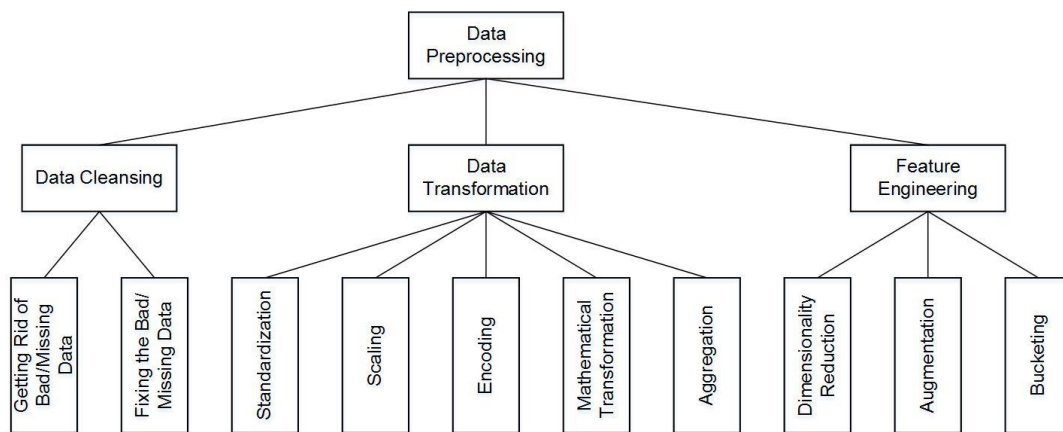 Data
Preprocessing
Data Cleansing
Data
Transformation
Feature
Engineering
Getting Rid of
Bad/Missing
Data
Fixing the Bad/
Missing Data
Standardization
Scaling
Encoding
Mathematical
Transformation
Aggregation
Dimensionality
Reduction
Augmentation
Bucketing